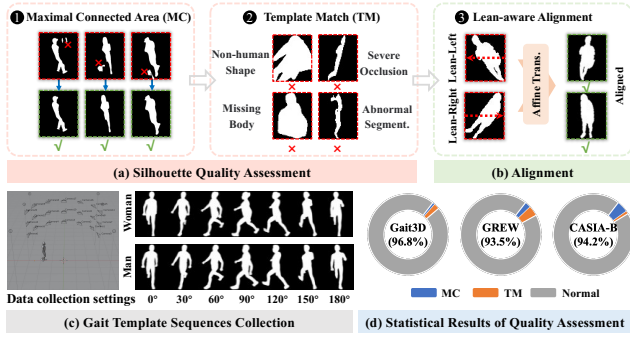 1 Maximal Connected Area (MC)
2 Template Match (TM)
3 Lean-aware Alignment
Non-human
Shape
Severe
Occlusion
Missing
Body
Abnormal
Segment.
Lean-Left
Lean-Right
Affine Trans.
Aligned
(a) Silhouette Quality Assessment
(b) Alignment
Woman
Man
Data collection settings
0° 30° 60° 90° 120° 150° 180°
(c) Gait Template Sequences Collection
Gait3D
(96.8%)
GREW
(93.5%)
CASIA-B
(94.2%)
MC TM Normal
(d) Statistical Results of Quality Assessment